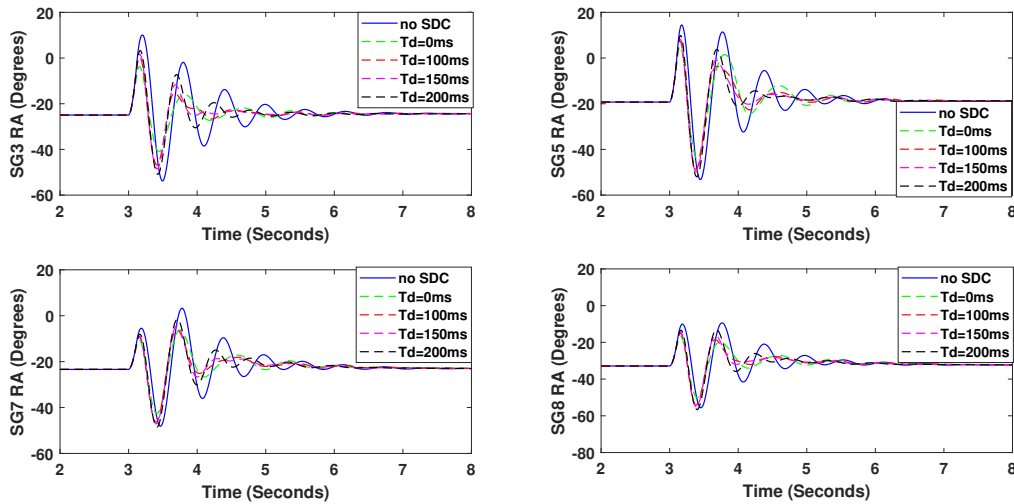 20
0
-20
-40
-60
SG3 RA (Degrees)
2 3 4 5 6 7 8
Time (Seconds)
no SDC
Td=0ms
Td=100ms
Td=150ms
Td=200ms
20
0
-20
-40
-60
SG5 RA (Degrees)
2 3 4 5 6 7 8
Time (Seconds)
no SDC
Td=0ms
Td=100ms
Td=150ms
Td=200ms
20
0
-20
-40
-60
SG7 RA (Degrees)
2 3 4 5 6 7 8
Time (Seconds)
no SDC
Td=0ms
Td=100ms
Td=150ms
Td=200ms
20
0
-20
-40
-60
-80
SG8 RA (Degrees)
2 3 4 5 6 7 8
Time (Seconds)
no SDC
Td=0ms
Td=100ms
Td=150ms
Td=200ms